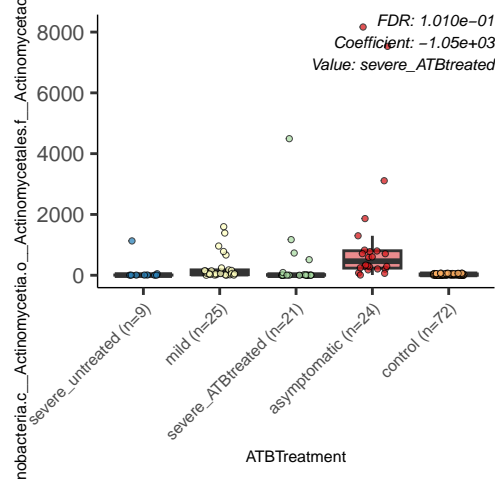 nobacteria.c__Actinomycetia.o__Actinomycetales.f__Actinomycetac
8000
6000
4000
2000
0
FDR: 1.010e−01
Coefficient: −1.05e+03
Value: severe_ATBtreated
severe_untreated (n=9)
mild (n=25)
severe_ATBtreated (n=21)
asymptomatic (n=24)
control (n=72)
ATBTreatment